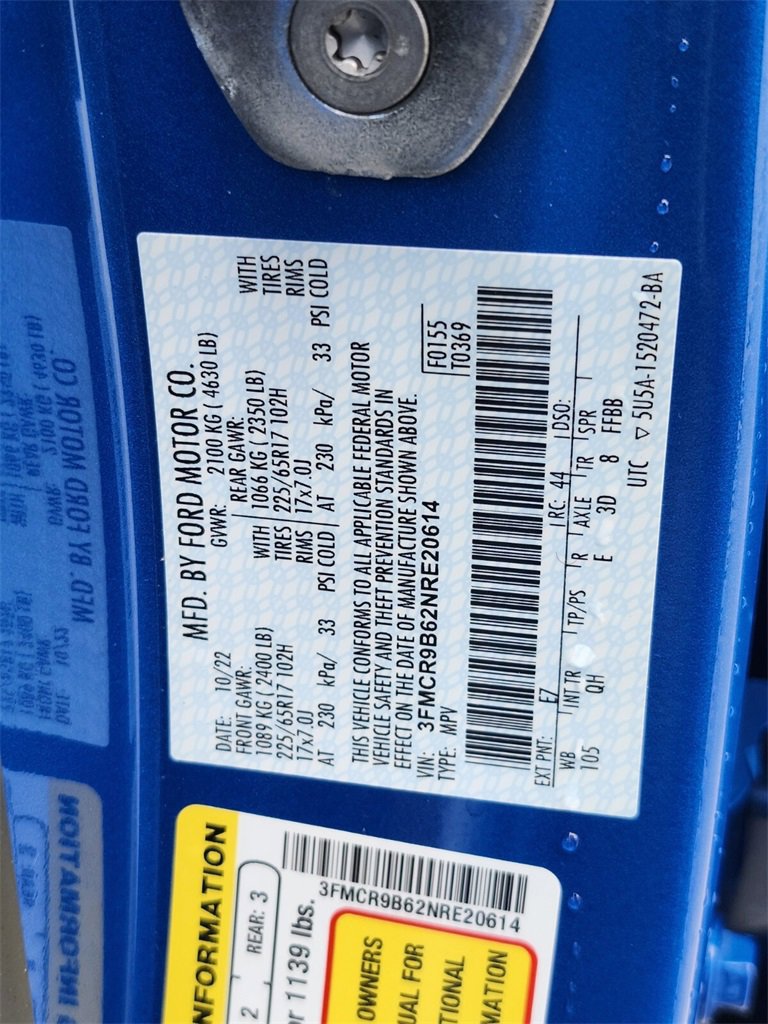 MFD. BY FORD MOTOR CO.
DATE: 10/22
GVWR: 2100 KG ( 4630 LB)
FRONT GAWR:
1089 KG ( 2400 LB) WITH
225/65R17 102H TIRES
17x7.0J RIMS
AT 230 kPa/ 33 PSI COLD
REAR GAWR:
1066 KG ( 2350 LB) WITH
225/65R17 102H TIRES
17x7.0J RIMS
AT 230 kPa/ 33 PSI COLD
THIS VEHICLE CONFORMS TO ALL APPLICABLE FEDERAL MOTOR
VEHICLE SAFETY AND THEFT PREVENTION STANDARDS IN
EFFECT ON THE DATE OF MANUFACTURE SHOWN ABOVE.
VIN: 3FMCR9B62NRE20614
TYPE: MPV
F0155
T0369
EXT PNT: EZ RC: 44 DSO:
WB INT TR TP/PS R AXLE TR SPR
105 QH E 3D 8 FFBB
UTC ▽ 5U5A-1520472-BA
NFORMATION
2 REAR: 3
r 1139 lbs.
3FMCR9B62NRE20614
OWNERS
UAL FOR
TIONAL
MATION